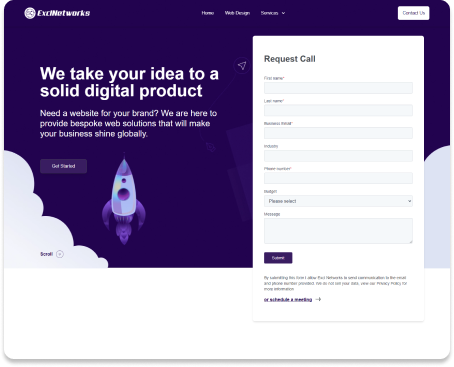 ExclNetworks
Home
Web Design
Services
Contact Us
We take your idea to a
solid digital product
Need a website for your brand? We are here to
provide bespoke web solutions that will make
your business shine globally.
Get Started
Scroll
Request Call
First name*
Last name*
Business Email*
Industry
Phone number*
Budget
Please select
Message
Submit
By submitting this form I allow Excl Networks to send communication to the email
and phone number provided. We do not sell your data, view our Privacy Policy for
more information
or schedule a meeting